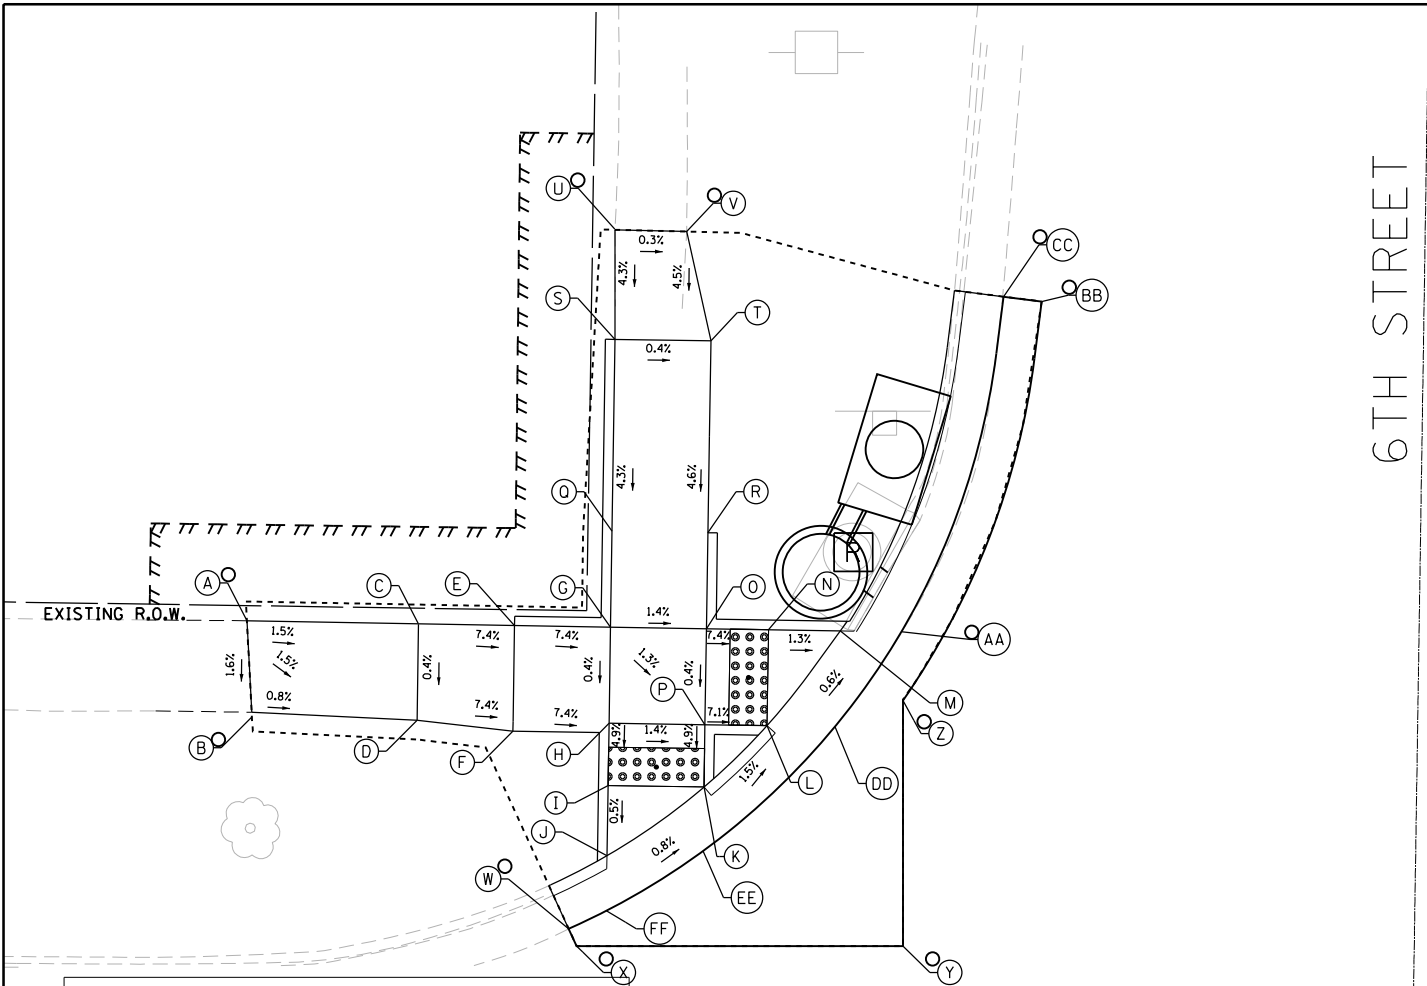 U
V
CC
BB
0.3%
4.3%
4.5%
S
T
0.4%
6TH STREET
4.3%
4.6%
Q
R
A
C
E
G
O
N
EXISTING R.O.W.
1.5%
7.4%
7.4%
1.4%
7.4%
1.3%
AA
1.6%
1.5%
0.4%
0.4%
1.3%
0.4%
0.6%
0.8%
7.4%
7.4%
P
7.1%
M
B
D
F
H
4.9%
1.4%
4.9%
Z
1.5%
L
DD
I
0.5%
J
0.8%
K
W
EE
FF
X
Y